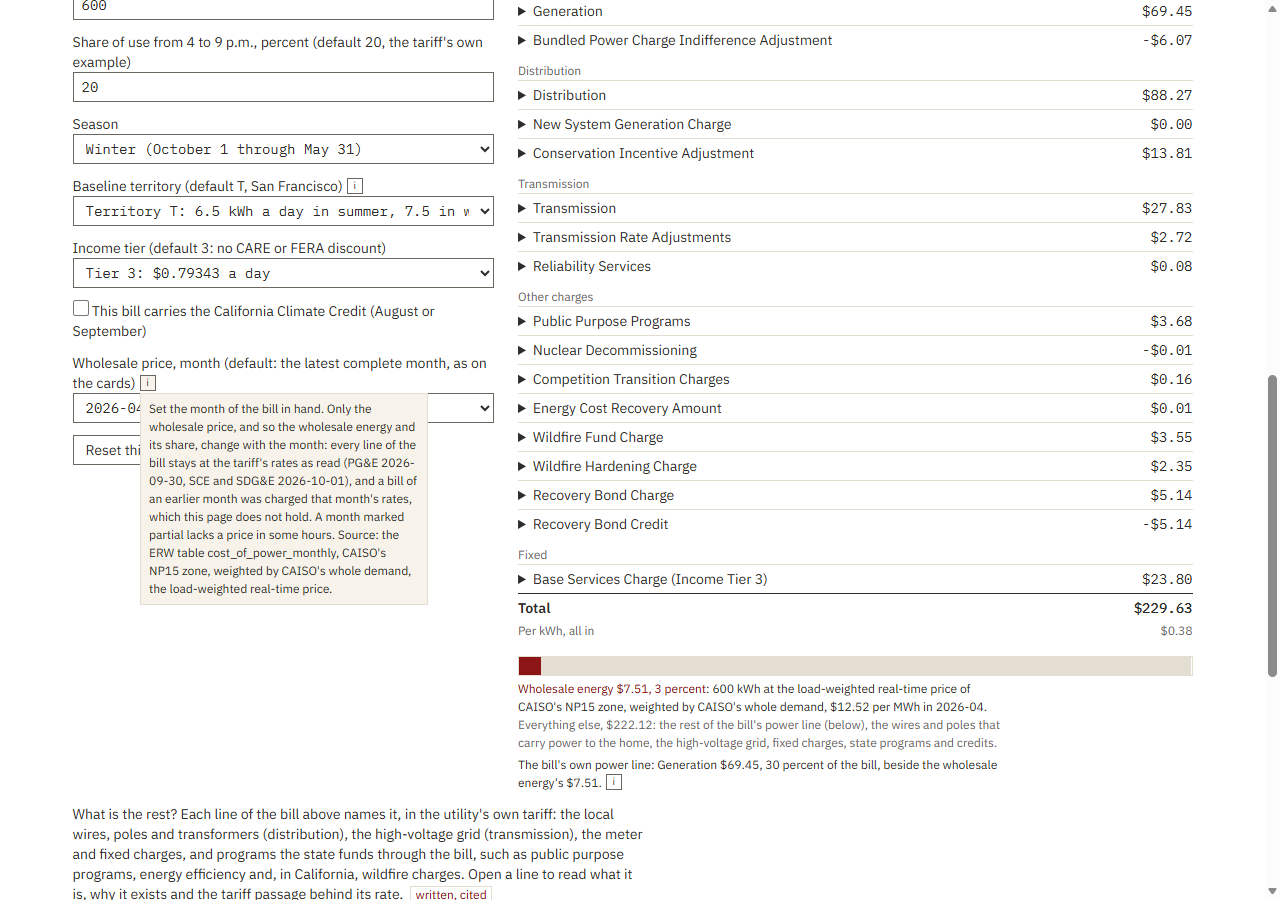 600
Share of use from 4 to 9 p.m., percent (default 20, the tariff's own
example)
20
Season
Winter (October 1 through May 31)
Baseline territory (default T, San Francisco) i
Territory T: 6.5 kWh a day in summer, 7.5 in
Income tier (default 3: no CARE or FERA discount)
Tier 3: $0.79343 a day
This bill carries the California Climate Credit (August or
September)
Wholesale price, month (default: the latest complete month, as on
the cards) i
2026-04
Reset
Set the month of the bill in hand. Only the
wholesale price, and so the wholesale energy and
its share, change with the month: every line of the
bill stays at the tariff's rates as read (PG&E 2026-
09-30, SCE and SDG&E 2026-10-01), and a bill of
an earlier month was charged that month's rates,
which this page does not hold. A month marked
partial lacks a price in some hours. Source: the
ERW table cost_of_power_monthly, CAISO's
NP15 zone, weighted by CAISO's whole demand,
the load-weighted real-time price.
Generation $69.45
Bundled Power Charge Indifference Adjustment -$6.07
Distribution
Distribution $88.27
New System Generation Charge $0.00
Conservation Incentive Adjustment $13.81
Transmission
Transmission $27.83
Transmission Rate Adjustments $2.72
Reliability Services $0.08
Other charges
Public Purpose Programs $3.68
Nuclear Decommissioning -$0.01
Competition Transition Charges $0.16
Energy Cost Recovery Amount $0.01
Wildfire Fund Charge $3.55
Wildfire Hardening Charge $2.35
Recovery Bond Charge $5.14
Recovery Bond Credit -$5.14
Fixed
Base Services Charge (Income Tier 3) $23.80
Total $229.63
Per kWh, all in $0.38
Wholesale energy $7.51, 3 percent: 600 kWh at the load-weighted real-time price of
CAISO's NP15 zone, weighted by CAISO's whole demand, $12.52 per MWh in 2026-04.
Everything else, $222.12: the rest of the bill's power line (below), the wires and poles that
carry power to the home, the high-voltage grid, fixed charges, state programs and credits.
The bill's own power line: Generation $69.45, 30 percent of the bill, beside the wholesale
energy's $7.51. i
What is the rest? Each line of the bill above names it, in the utility's own tariff: the local
wires, poles and transformers (distribution), the high-voltage grid (transmission), the meter
and fixed charges, and programs the state funds through the bill, such as public purpose
programs, energy efficiency and, in California, wildfire charges. Open a line to read what it
is, why it exists and the tariff passage behind its rate. written, cited